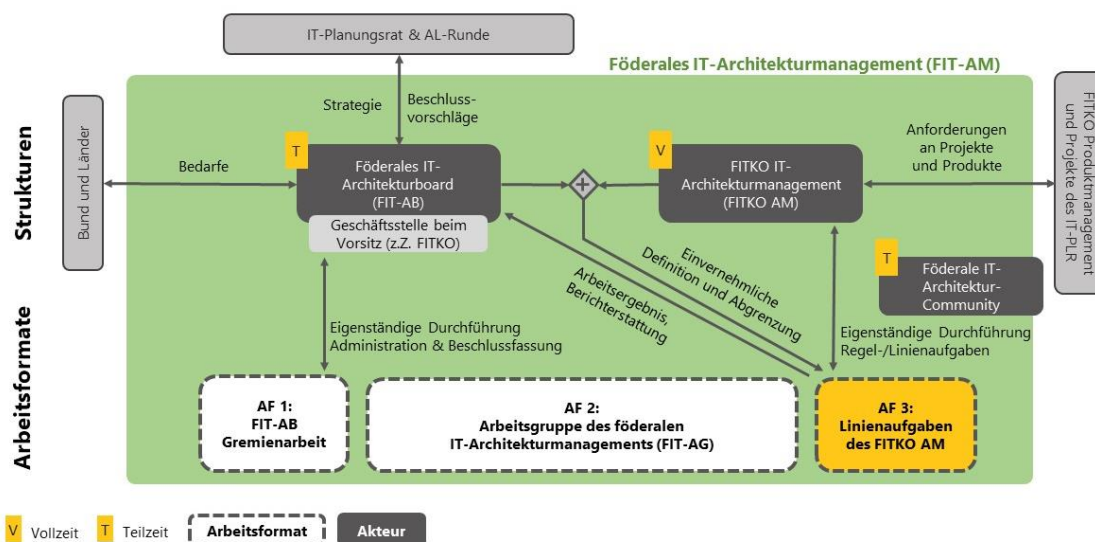 IT-Planungsrat & AL-Runde
Föderales IT-Architekturmanagement (FIT-AM)
Strukturen
Arbeitsformate
Bund und Länder
Bedarfe
Strategie
Beschluss-
vorschläge
T
Föderales IT-
Architekturboard
(FIT-AB)
Geschäftsstelle beim
Vorsitz (z.Z. FITKO)
V
FITKO IT-
Architekturmanagement
(FITKO AM)
Anforderungen
an Projekte
und Produkte
FITKO Produktmanagement
und Projekte des IT-PLR
T
Föderale IT-
Architektur-
Community
Einvernehmliche
Definition und Abgrenzung
Arbeitsergebnis,
Berichterstattung
Eigenständige Durchführung
Administration & Beschlussfassung
Eigenständige Durchführung
Regel-/Linienaufgaben
AF 1:
FIT-AB
Gremienarbeit
AF 2:
Arbeitsgruppe des föderalen
IT-Architekturmanagements (FIT-AG)
AF 3:
Linienaufgaben
des FITKO AM
V Vollzeit
T Teilzeit
Arbeitsformat
Akteur